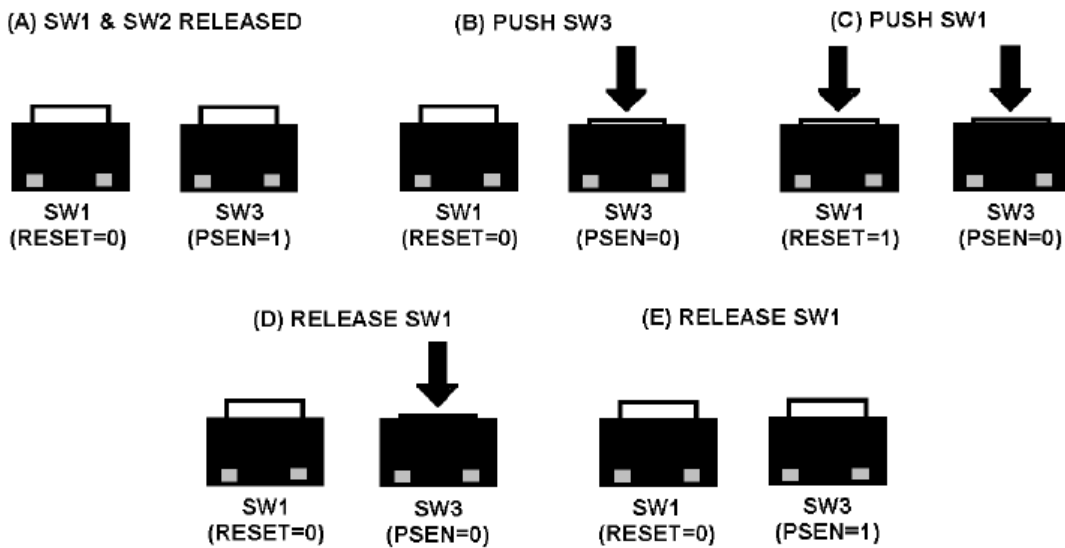 (A) SW1 & SW2 RELEASED
(B) PUSH SW3
(C) PUSH SW1
SW1
(RESET=0)
SW3
(PSEN=1)
SW1
(RESET=0)
SW3
(PSEN=0)
SW1
(RESET=1)
SW3
(PSEN=0)
(D) RELEASE SW1
(E) RELEASE SW1
SW1
(RESET=0)
SW3
(PSEN=0)
SW1
(RESET=0)
SW3
(PSEN=1)